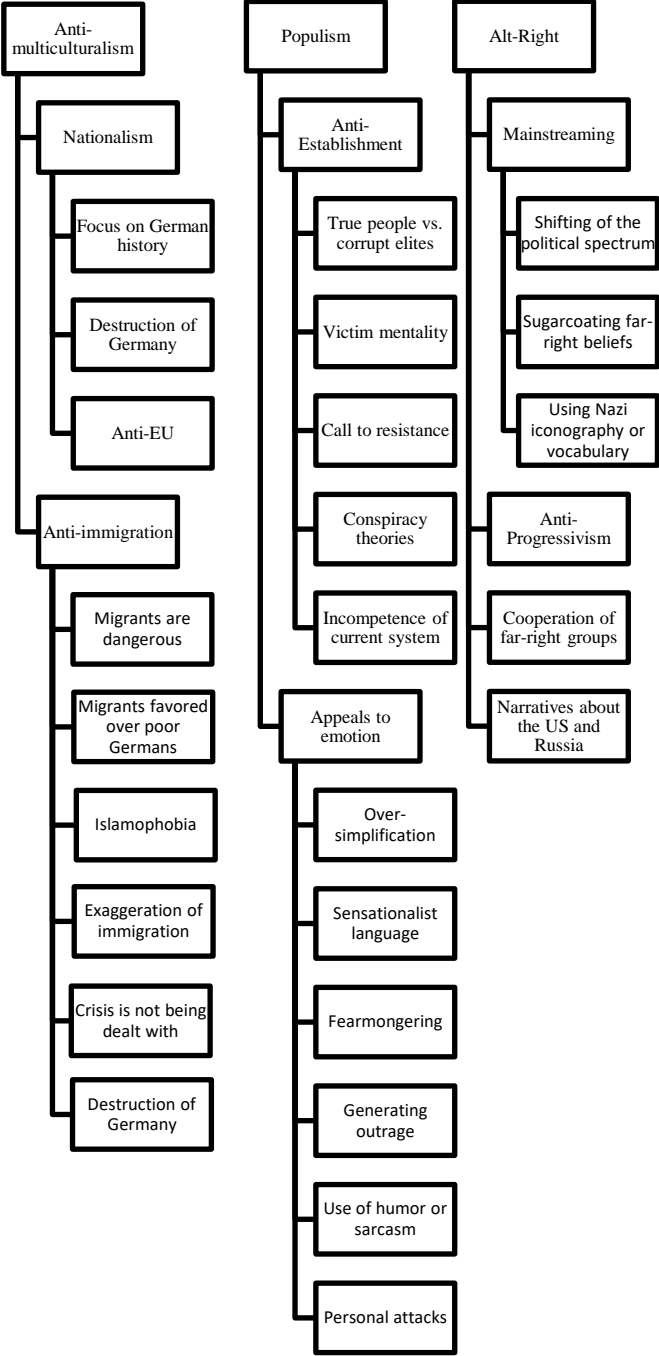 Anti-
multiculturalism
Nationalism
Focus on German
history
Destruction of
Germany
Anti-EU
Anti-immigration
Migrants are
dangerous
Migrants favored
over poor
Germans
Islamophobia
Exaggeration of
immigration
Crisis is not being
dealt with
Destruction of
Germany
Populism
Anti-
Establishment
True people vs.
corrupt elites
Victim mentality
Call to resistance
Conspiracy
theories
Incompetence of
current system
Appeals to
emotion
Over-
simplification
Sensationalist
language
Fearmongering
Generating
outrage
Use of humor or
sarcasm
Personal attacks
Alt-Right
Mainstreaming
Shifting of the
political spectrum
Sugarcoating far-
right beliefs
Using Nazi
iconography or
vocabulary
Anti-
Progressivism
Cooperation of
far-right groups
Narratives about
the US and
Russia